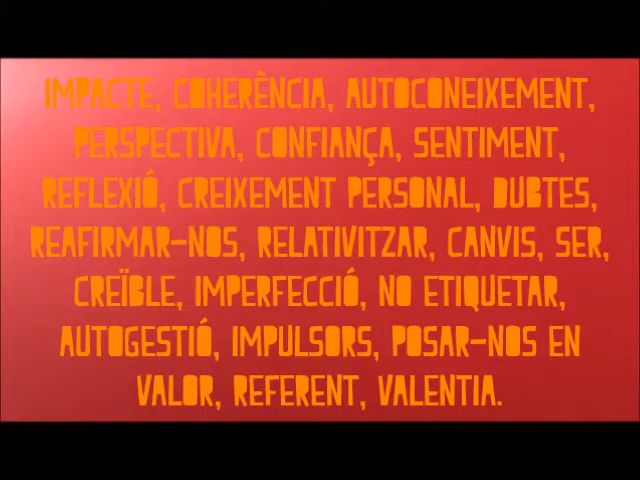 IMPACTE, COHERÈNCIA, AUTOCONEIXEMENT,
PERSPECTIVA, CONFIANÇA, SENTIMENT,
REFLEXIÓ, CREIXEMENT PERSONAL, DUBTES,
REAFIRMAR-NOS, RELATIVITZAR, CANVIS, SER,
CREÏBLE, IMPERFECCIÓ, NO ETIQUETAR,
AUTOGESTIÓ, IMPULSORS, POSAR-NOS EN
VALOR, REFERENT, VALENTIA.